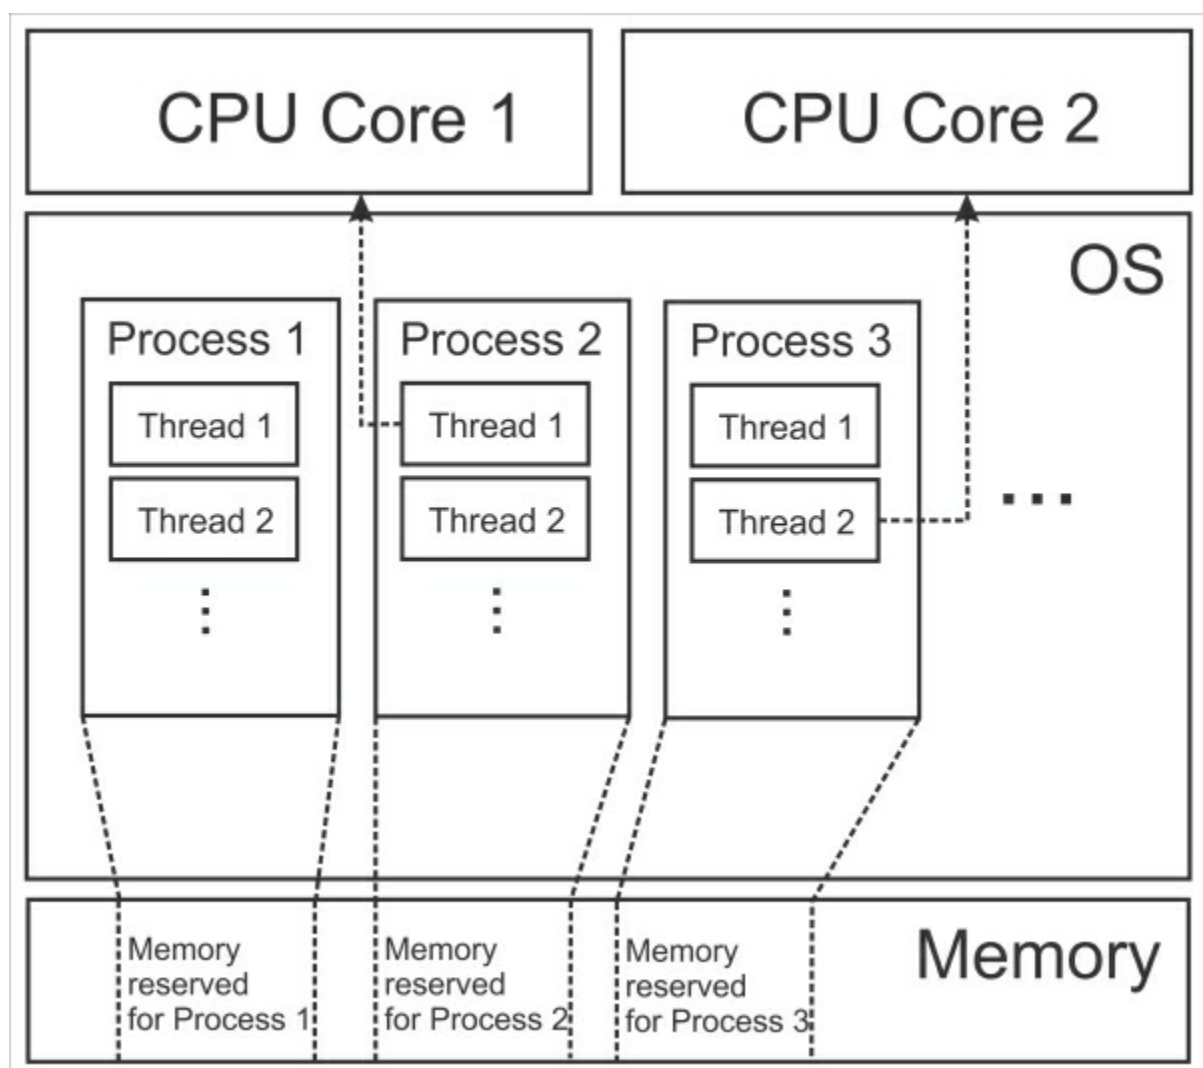 CPU Core 1
CPU Core 2
OS
Process 1
Thread 1
Thread 2
Process 2
Thread 1
Thread 2
Process 3
Thread 1
Thread 2
...
Memory
reserved
for Process 1
Memory
reserved
for Process 2
Memory
reserved
for Process 3
Memory